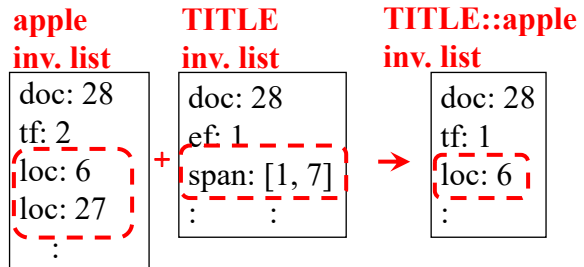 apple
inv. list
doc: 28
tf: 2
loc: 6
loc: 27
:
+
TITLE
inv. list
doc: 28
ef: 1
span: [1, 7]
: :
→
TITLE::apple
inv. list
doc: 28
tf: 1
loc: 6
: